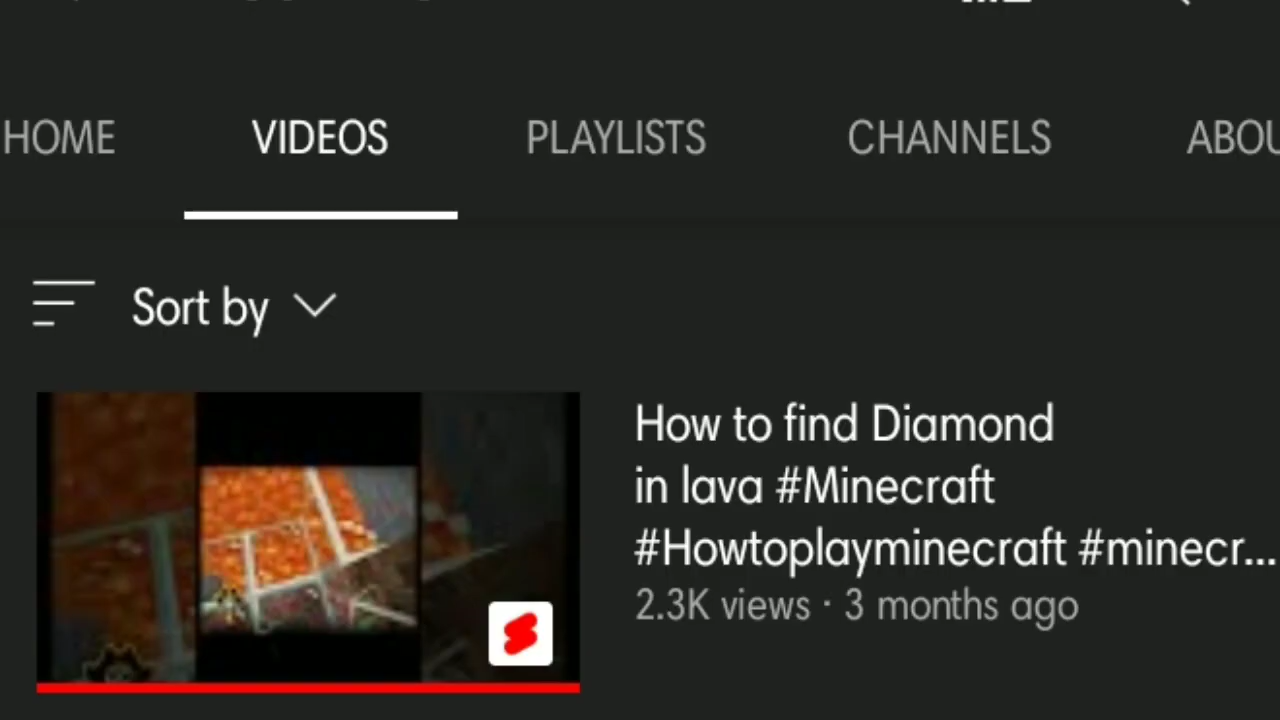 HOME VIDEOS PLAYLISTS CHANNELS ABOU
Sort by
How to find Diamond
in lava #Minecraft
#Howtoplayminecraft #minecr...
2.3K views · 3 months ago